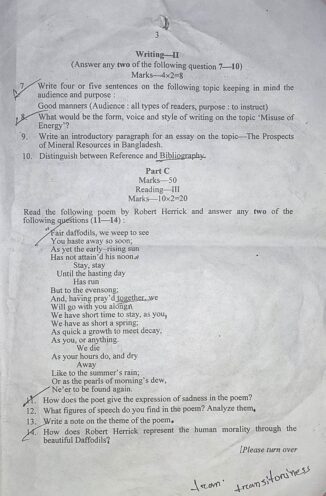 3
Writing—II
(Answer any two of the following question 7—10)
Marks—4×2=8
7. Write four or five sentences on the following topic keeping in mind the
audience and purpose :
Good manners (Audience : all types of readers, purpose : to instruct)
8. What would be the form, voice and style of writing on the topic 'Misuse of
Energy'?
9. Write an introductory paragraph for an essay on the topic—The Prospects
of Mineral Resources in Bangladesh.
10. Distinguish between Reference and Bibliography.
Part C
Marks—50
Reading—III
Marks—10×2=20
Read the following poem by Robert Herrick and answer any two of the
following questions (11—14) :
"Fair daffodils, we weep to see
You haste away so soon;
As yet the early-rising sun
Has not attain'd his noon.
Stay, stay
Until the hasting day
Has run
But to the evensong;
And, having pray'd together, we
Will go with you along.
We have short time to stay, as you,
We have as short a spring;
As quick a growth to meet decay,
As you, or anything.
We die
As your hours do, and dry
Away
Like to the summer's rain;
Or as the pearls of morning's dew,
Ne'er to be found again.
11. How does the poet give the expression of sadness in the poem?
12. What figures of speech do you find in the poem? Analyze them.
13. Write a note on the theme of the poem.
14. How does Robert Herrick represent the human morality through the
beautiful Daffodils?
[Please turn over
transitoriness